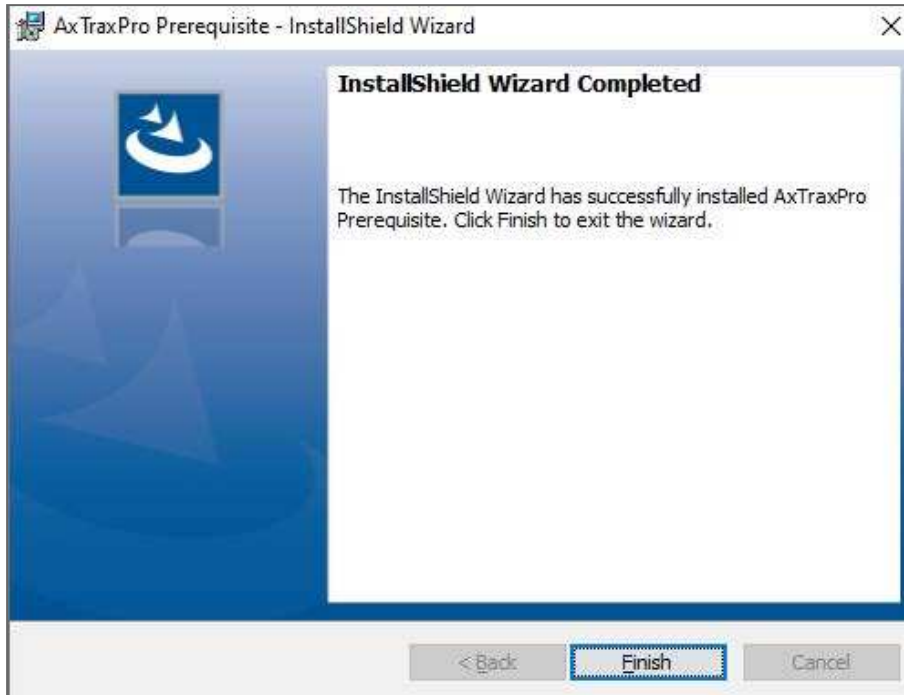 AxTraxPro Prerequisite - InstallShield Wizard
InstallShield Wizard Completed
The InstallShield Wizard has successfully installed AxTraxPro
Prerequisite. Click Finish to exit the wizard.
< Back Finish Cancel